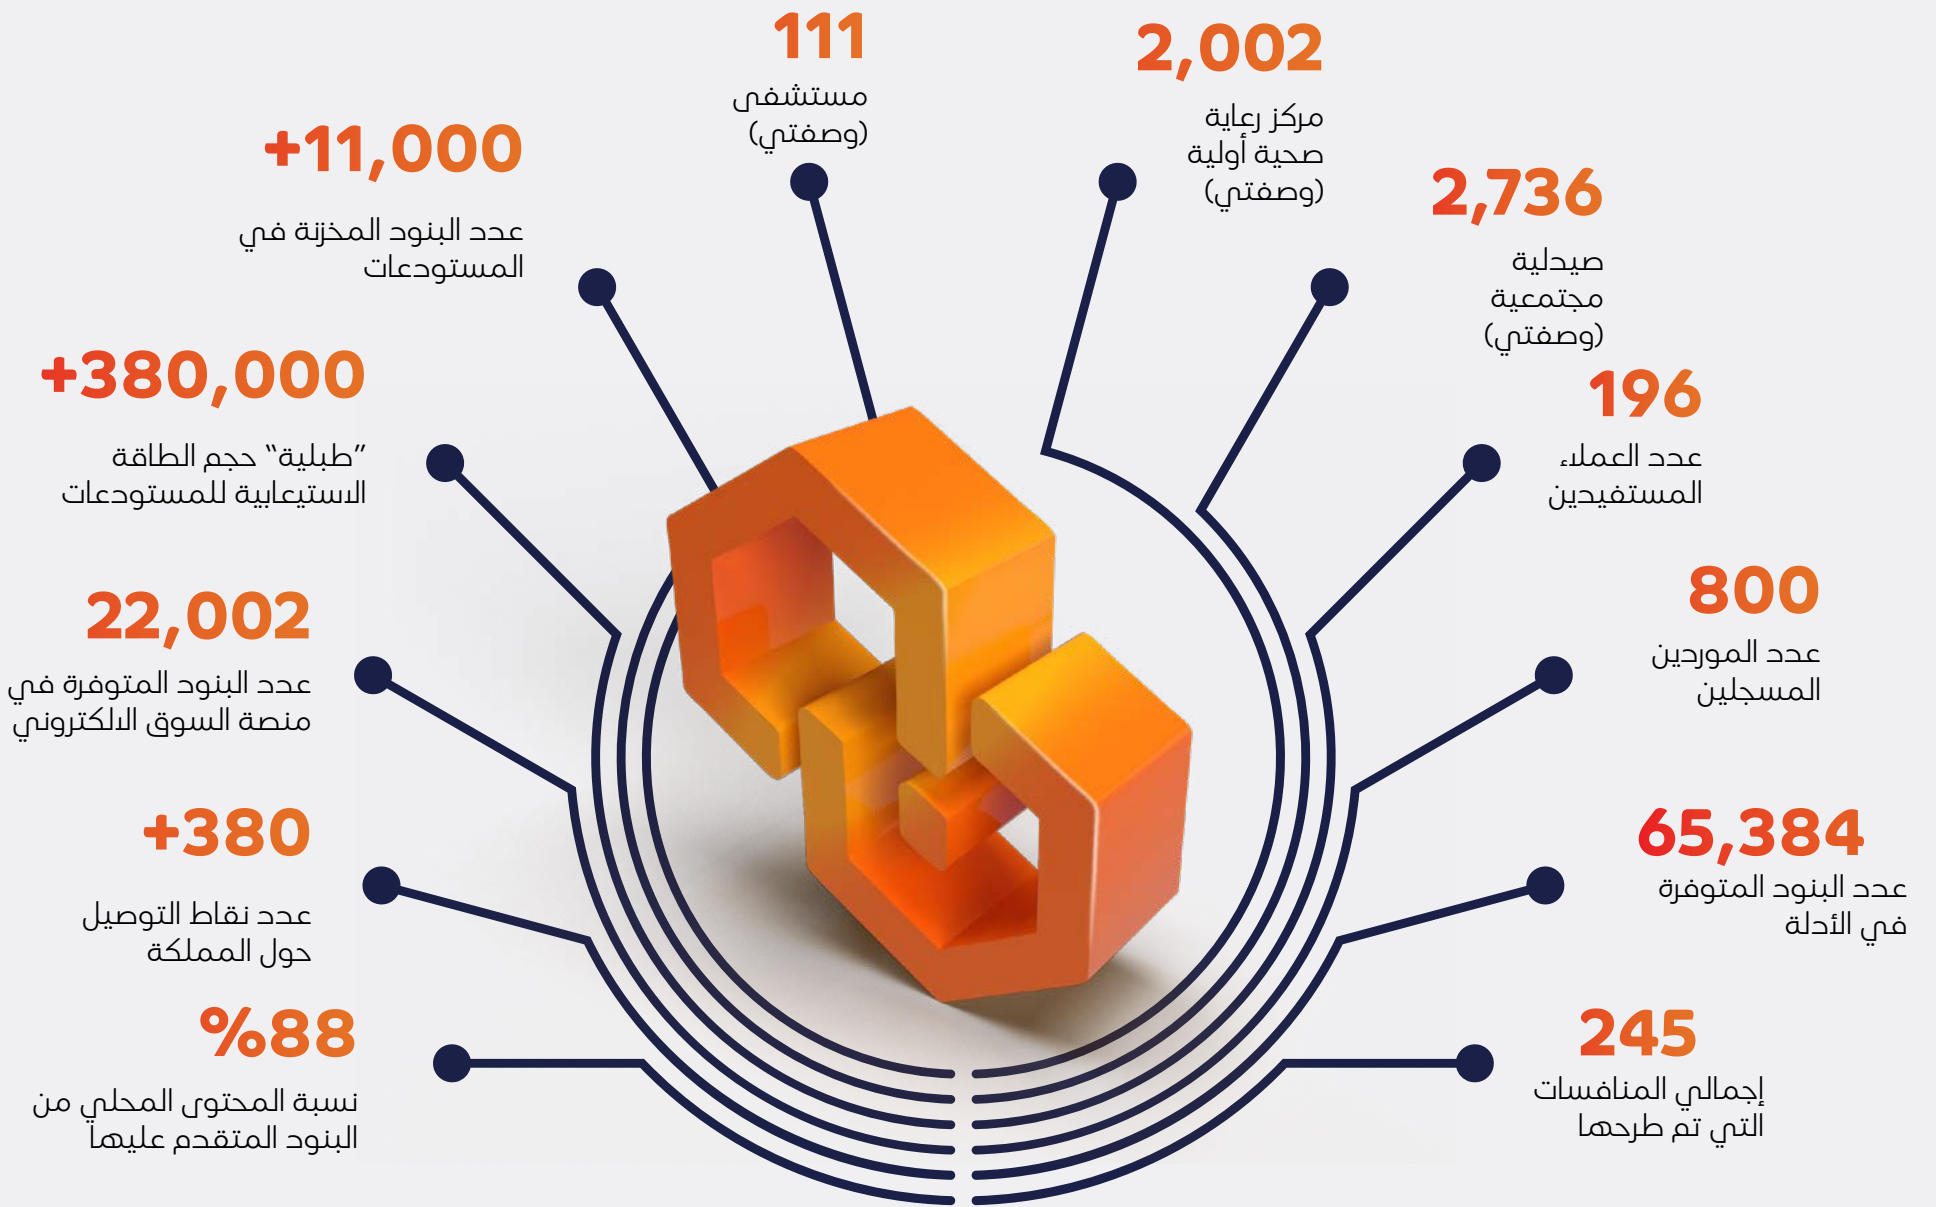 2,002
مركز رعاية
صحية أولية
(وصفتي)
2,736
صيدلية
مجتمعية
(وصفتي)
196
عدد العملاء
المستفيدين
800
عدد الموردين
المسجلين
65,384
عدد البنود المتوفرة
في الأدلة
245
إجمالي المنافسات
التي تم طرحها
111
مستشفى
(وصفتي)
+11,000
عدد البنود المخزنة في
المستودعات
+380,000
"طبلية" حجم الطاقة
الاستيعابية للمستودعات
22,002
عدد البنود المتوفرة في
منصة السوق الالكتروني
+380
عدد نقاط التوصيل
حول المملكة
%88
نسبة المحتوى المحلي من
البنود المتقدم عليها